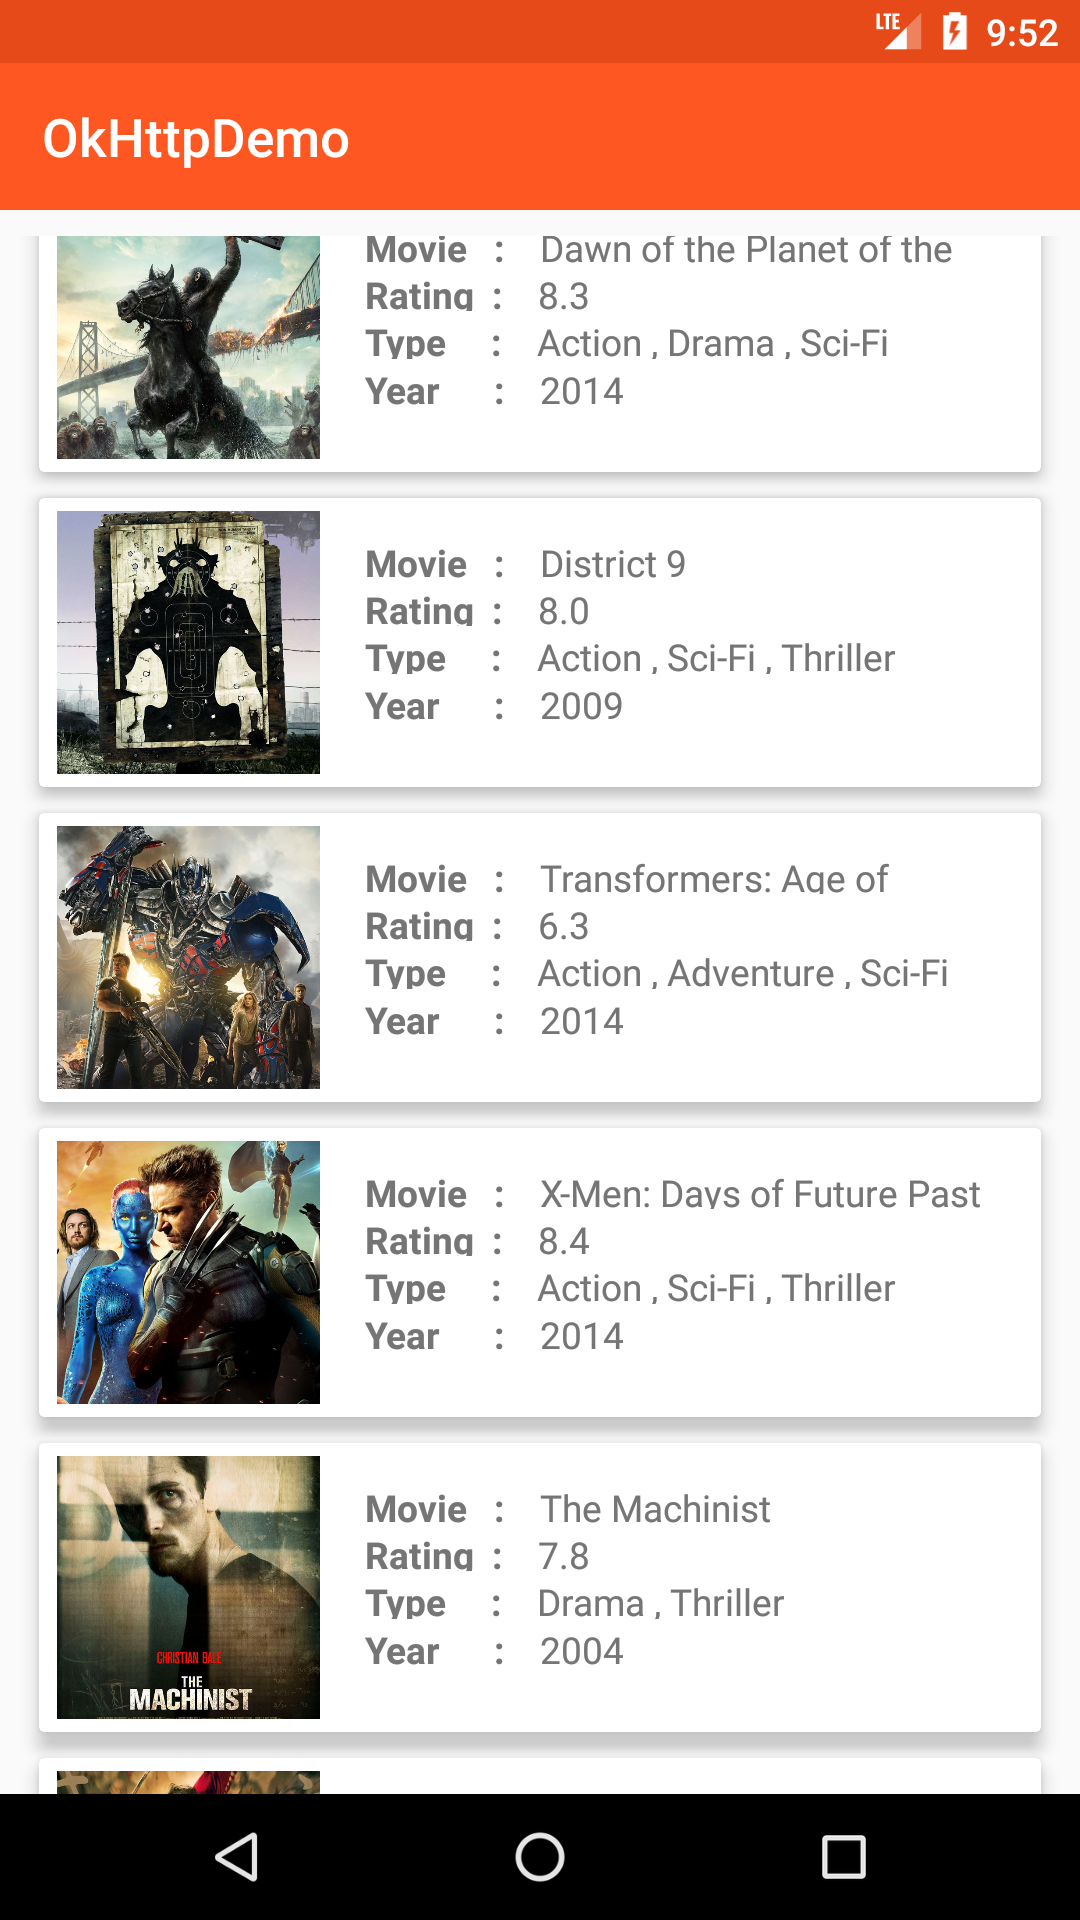 LTE 9:52
OkHttpDemo
Movie : Dawn of the Planet of the
Rating : 8.3
Type : Action , Drama , Sci-Fi
Year : 2014
Movie : District 9
Rating : 8.0
Type : Action , Sci-Fi , Thriller
Year : 2009
Movie : Transformers: Age of
Rating : 6.3
Type : Action , Adventure , Sci-Fi
Year : 2014
Movie : X-Men: Days of Future Past
Rating : 8.4
Type : Action , Sci-Fi , Thriller
Year : 2014
Movie : The Machinist
Rating : 7.8
Type : Drama , Thriller
Year : 2004
CHRISTIAN BALE
THE
MACHINIST